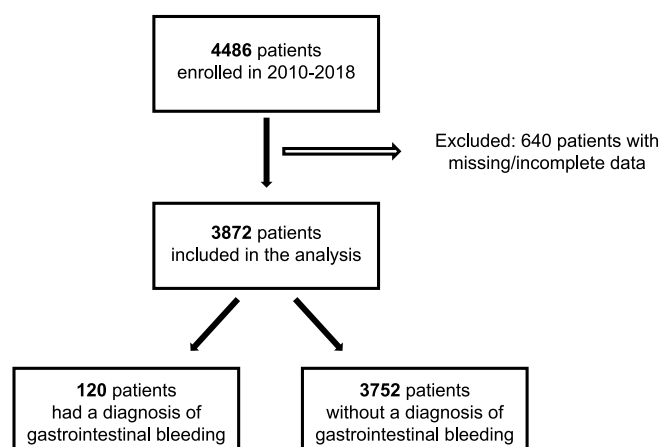 4486 patients
enrolled in 2010-2018
Excluded: 640 patients with
missing/incomplete data
3872 patients
included in the analysis
120 patients
had a diagnosis of
gastrointestinal bleeding
3752 patients
without a diagnosis of
gastrointestinal bleeding